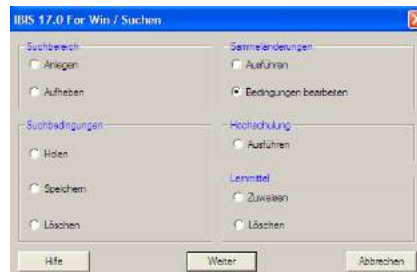 IBIS 17.0 For Win / Suchen
Suchbereich
Anlegen
Aufheben
Sammeländerungen
Ausführen
Bedingungen bearbeiten
Suchbedingungen
Holen
Speichern
Löschen
Hochschulung
Ausführen
Lernmittel
Zuweisen
Löschen
Hilfe
Weiter
Abbrechen